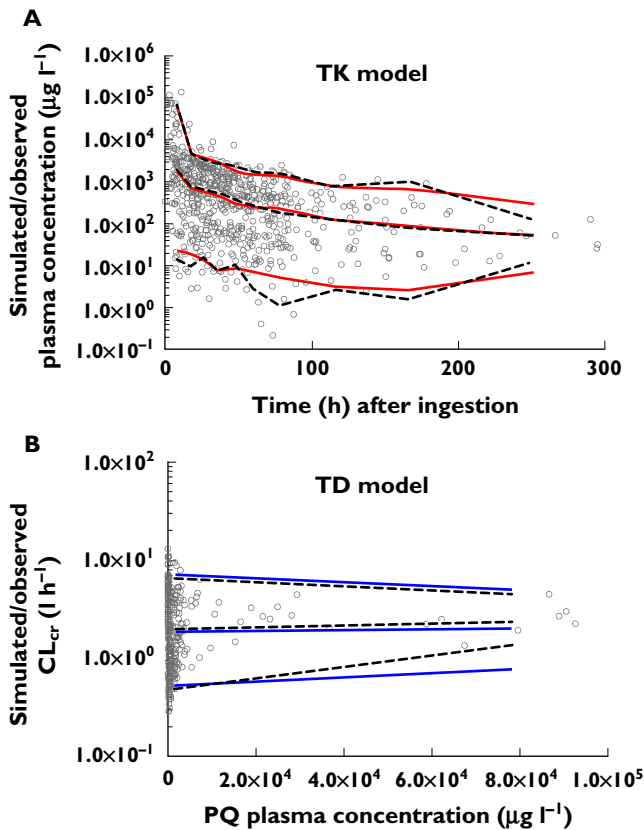 A
TK model
Simulated/observed
plasma concentration (μg l⁻¹)
1.0×10⁶
1.0×10⁵
1.0×10⁴
1.0×10³
1.0×10²
1.0×10¹
1.0×10⁰
1.0×10⁻¹
0 100 200 300
Time (h) after ingestion
B
TD model
Simulated/observed
CLcr (l h⁻¹)
1.0×10²
1.0×10¹
1.0×10⁰
1.0×10⁻¹
0 2.0×10⁴ 4.0×10⁴ 6.0×10⁴ 8.0×10⁴ 1.0×10⁵
PQ plasma concentration (μg l⁻¹)